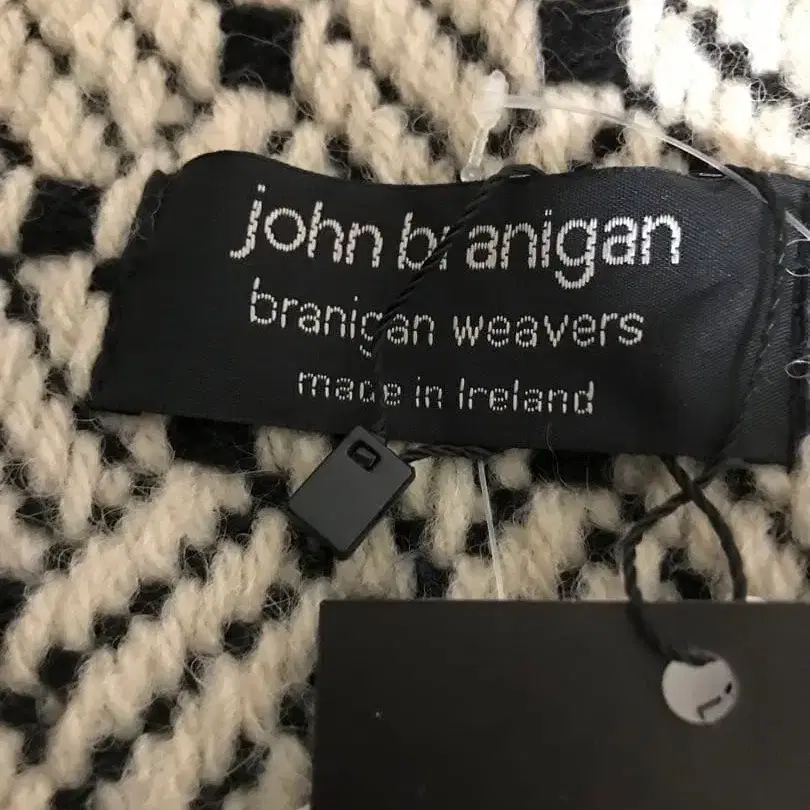 john branigan
branigan weavers
made in Ireland